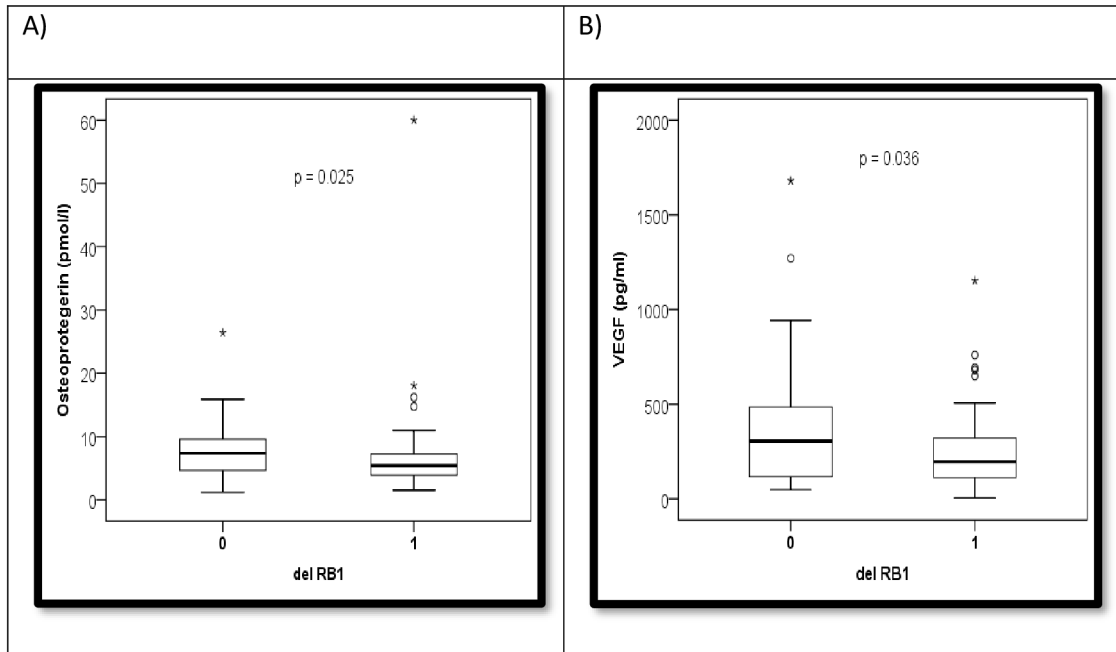 A)
B)
60
50
40
30
20
10
0
Osteoprotegerin (pmol/l)
p = 0.025
0
1
del RB1
2000
1500
1000
500
0
VEGF (pg/ml)
p = 0.036
0
1
del RB1